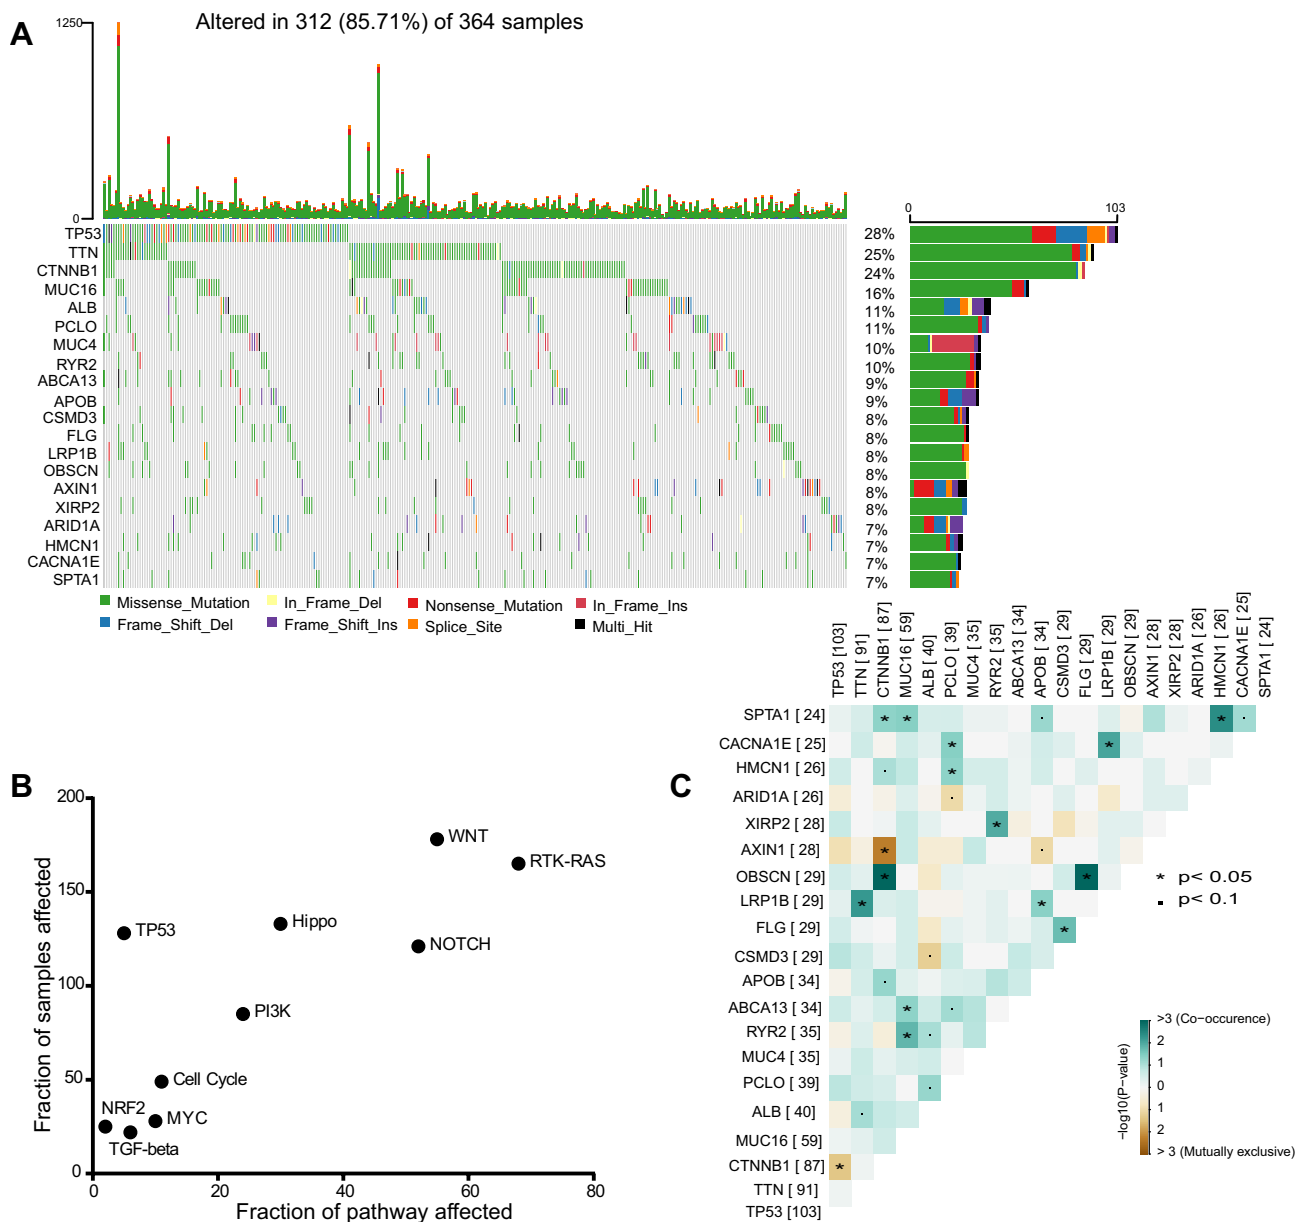 A
Altered in 312 (85.71%) of 364 samples
1250
0
0
103
TP53
28%
TTN
25%
CTNNB1
24%
MUC16
16%
ALB
11%
PCLO
11%
MUC4
10%
RYR2
10%
ABCA13
9%
APOB
9%
CSMD3
8%
FLG
8%
LRP1B
8%
OBSCN
8%
AXIN1
8%
XIRP2
8%
ARID1A
7%
HMCN1
7%
CACNA1E
7%
SPTA1
7%
Missense_Mutation
In_Frame_Del
Nonsense_Mutation
In_Frame_Ins
Frame_Shift_Del
Frame_Shift_Ins
Splice_Site
Multi_Hit
B
Fraction of samples affected
200
150
100
50
0
0
20
40
60
80
Fraction of pathway affected
WNT
RTK-RAS
TP53
Hippo
NOTCH
PI3K
Cell Cycle
NRF2
MYC
TGF-beta
C
TP53 [103]
TTN [ 91]
CTNNB1 [ 87]
MUC16 [ 59]
ALB [ 40]
PCLO [ 39]
MUC4 [ 35]
RYR2 [ 35]
ABCA13 [ 34]
APOB [ 34]
CSMD3 [ 29]
FLG [ 29]
LRP1B [ 29]
OBSCN [ 29]
AXIN1 [ 28]
XIRP2 [ 28]
ARID1A [ 26]
HMCN1 [ 26]
CACNA1E [ 25]
SPTA1 [ 24]
SPTA1 [ 24]
CACNA1E [ 25]
HMCN1 [ 26]
ARID1A [ 26]
XIRP2 [ 28]
AXIN1 [ 28]
OBSCN [ 29]
LRP1B [ 29]
FLG [ 29]
CSMD3 [ 29]
APOB [ 34]
ABCA13 [ 34]
RYR2 [ 35]
MUC4 [ 35]
PCLO [ 39]
ALB [ 40]
MUC16 [ 59]
CTNNB1 [ 87]
TTN [ 91]
TP53 [103]
* p< 0.05
· p< 0.1
−log10(P−value)
>3 (Co−occurence)
2
1
0
1
2
> 3 (Mutually exclusive)